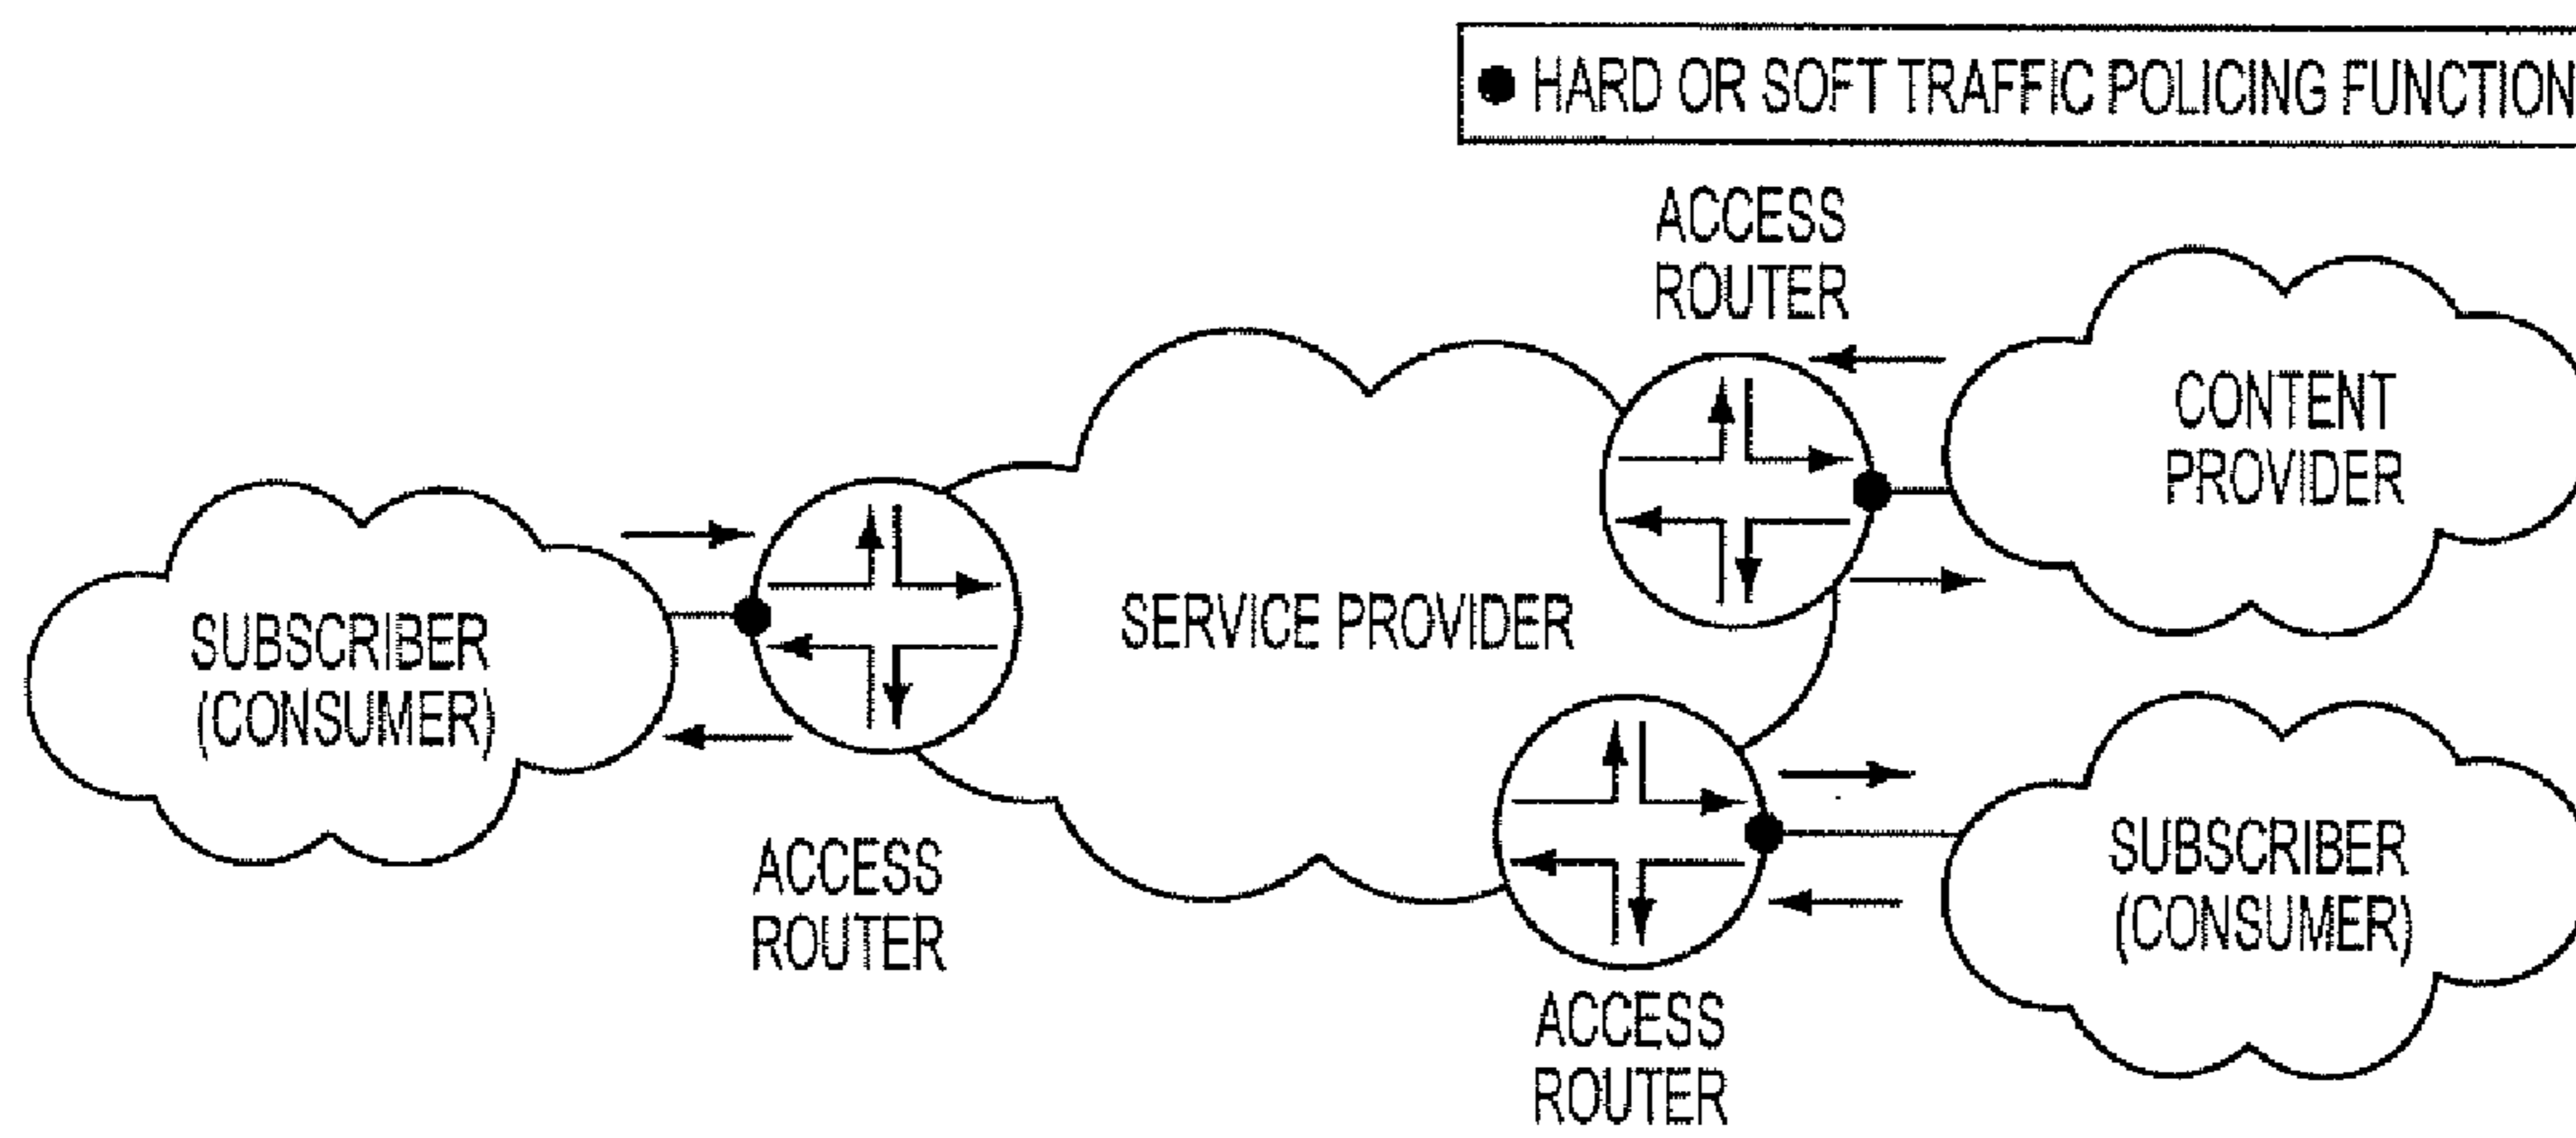 ● HARD OR SOFT TRAFFIC POLICING FUNCTION
ACCESS
ROUTER
CONTENT
PROVIDER
SERVICE PROVIDER
SUBSCRIBER
(CONSUMER)
ACCESS
ROUTER
SUBSCRIBER
(CONSUMER)
ACCESS
ROUTER